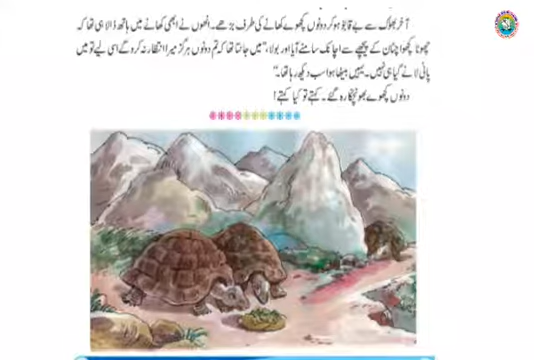 آخر بھوک سے بے قابو ہو کر دونوں کچھوے کھانے کی طرف بڑھے۔ انھوں نے ابھی کھانے میں ہاتھ ڈالا ہی تھا کہ
چھوٹا کچھوا چٹان کے پیچھے سے اچانک سامنے آیا اور بولا، "میں جانتا تھا کہ تم دونوں ہرگز میرا انتظار نہ کرو گے اسی لیے تو میں
پانی لانے گیا ہی نہیں۔ یہیں بیٹھا ہوا سب دیکھ رہا تھا۔"
دونوں کچھوے بھونچکا رہ گئے۔ کہتے تو کیا کہتے!